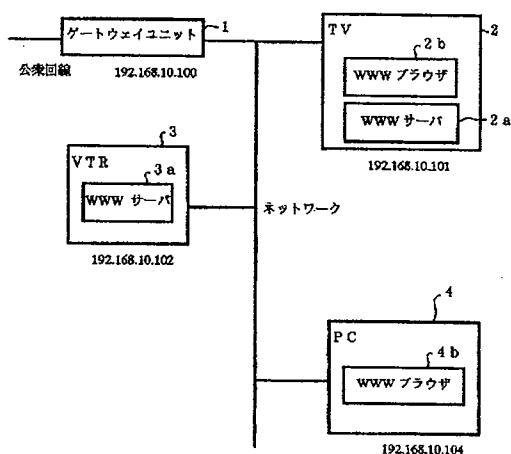 ゲートウェイユニット
1
公衆回線
192.168.10.100
TV
2
2b
WWW ブラウザ
WWW サーバ
2a
192.168.10.101
3
VTR
3a
WWW サーバ
192.168.10.102
ネットワーク
4
PC
4b
WWW ブラウザ
192.168.10.104